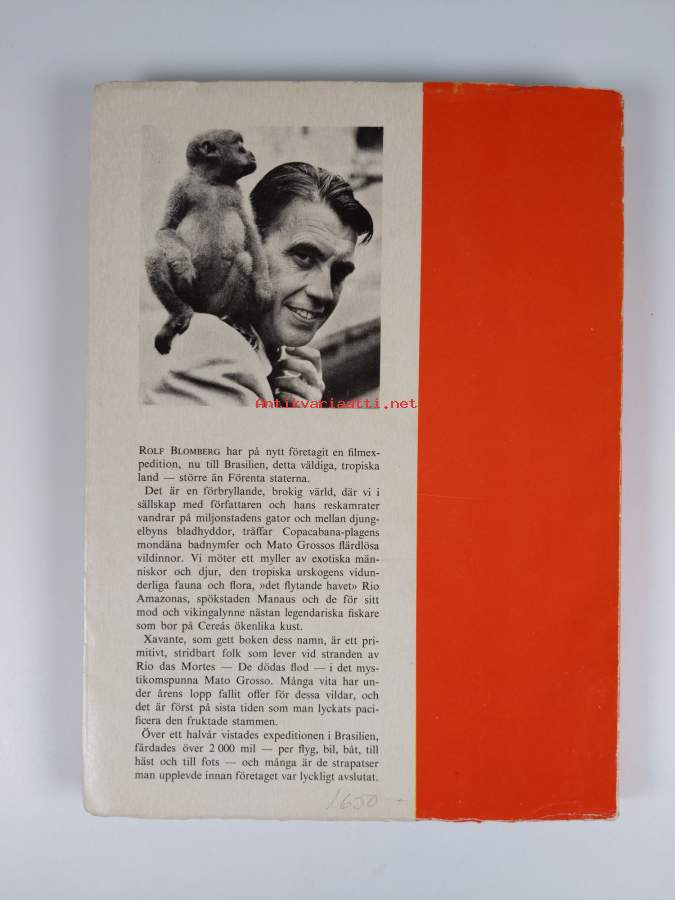 Antikvariaatti.net
ROLF BLOMBERG har på nytt företagit en filmex-
pedition, nu till Brasilien, detta väldiga, tropiska
land — större än Förenta staterna.
Det är en förbryllande, brokig värld, där vi i
sällskap med författaren och hans reskamrater
vandrar på miljonstadens gator och mellan djung-
elbyns bladhyddor, träffar Copacabana-plagens
mondäna badnymfer och Mato Grossos flärdlösa
vildinnor. Vi möter ett myller av exotiska män-
niskor och djur, den tropiska urskogens vidun-
derliga fauna och flora, »det flytande havet» Rio
Amazonas, spökstaden Manaus och de för sitt
mod och vikingalynne nästan legendariska fiskare
som bor på Cereás ökenlika kust.
Xavante, som gett boken dess namn, är ett pri-
mitivt, stridbart folk som lever vid stranden av
Rio das Mortes — De dödas flod — i det mys-
tikomspunna Mato Grosso. Många vita har un-
der årens lopp fallit offer för dessa vildar, och
det är först på sista tiden som man lyckats paci-
ficera den fruktade stammen.
Över ett halvår vistades expeditionen i Brasilien,
färdades över 2 000 mil — per flyg, bil, båt, till
häst och till fots — och många är de strapatser
man upplevde innan företaget var lyckligt avslutat.
1650 –